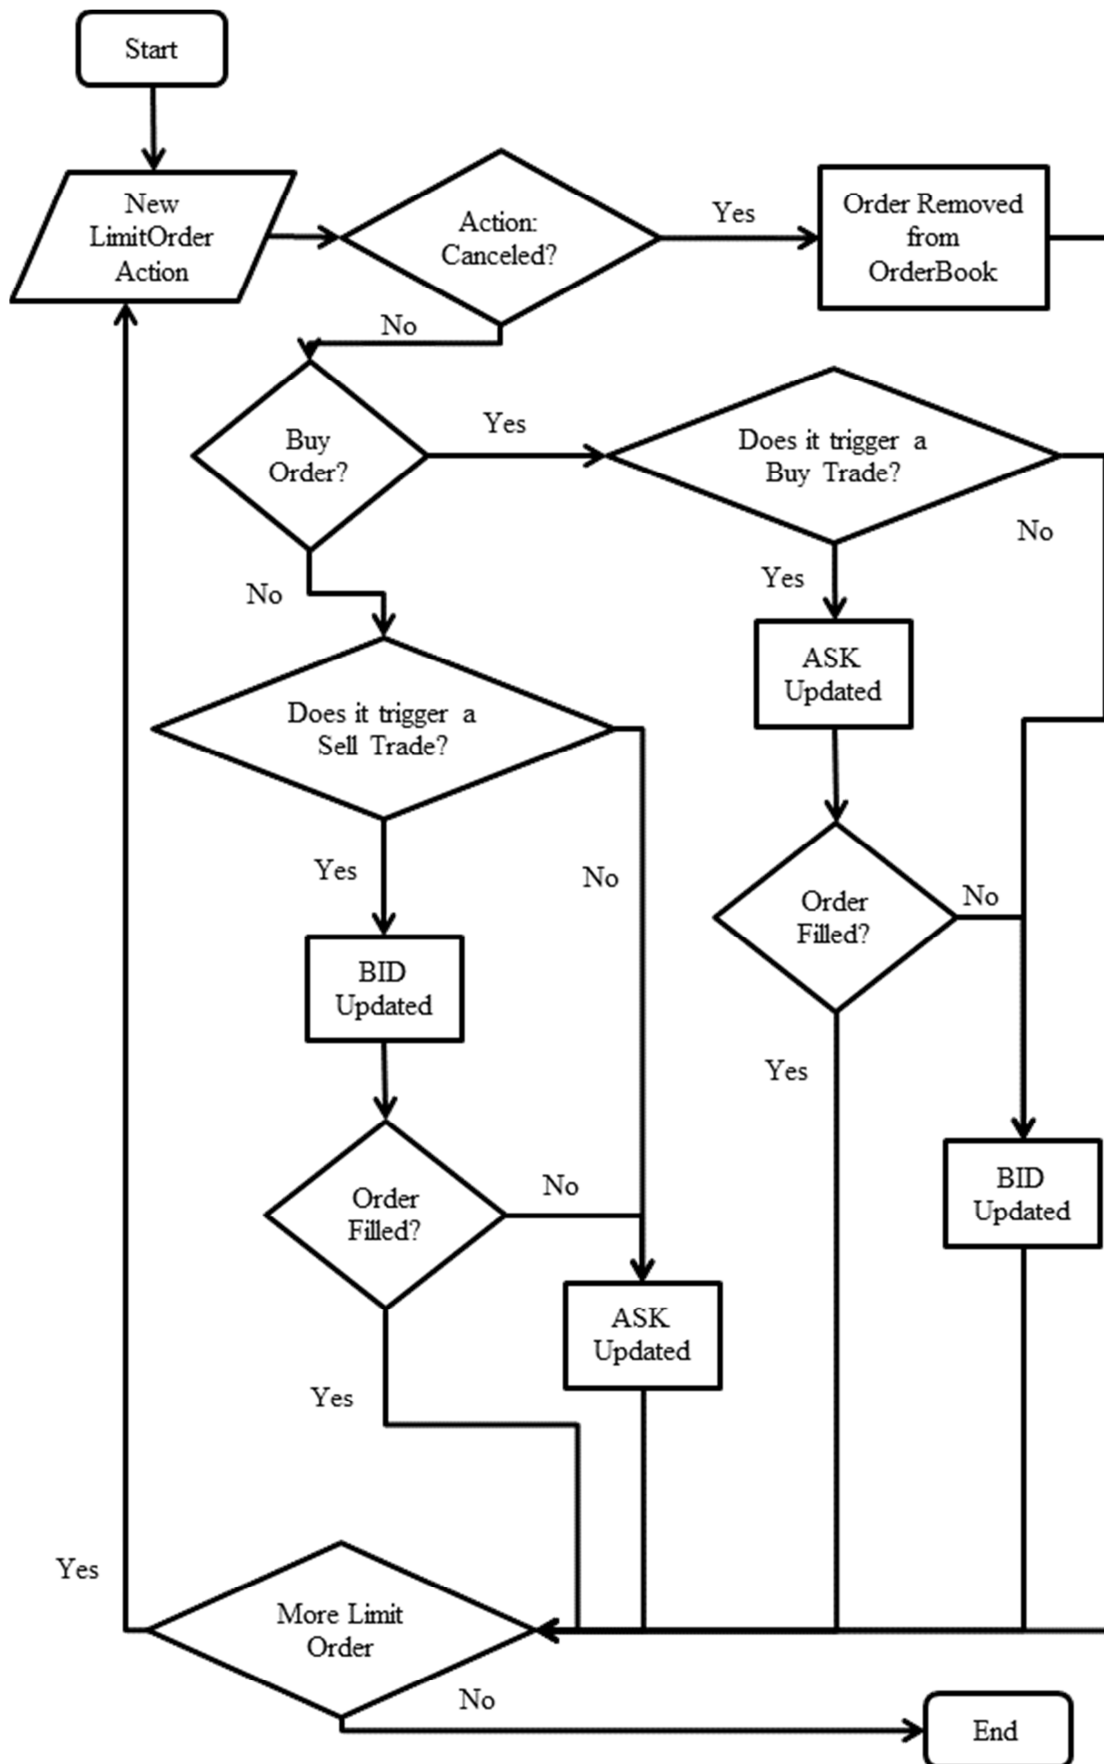 Start
New
LimitOrder
Action
Action:
Canceled?
Yes
Order Removed
from
OrderBook
No
Buy
Order?
Yes
Does it trigger a
Buy Trade?
No
No
Yes
ASK
Updated
Does it trigger a
Sell Trade?
Yes
No
Order
Filled?
No
BID
Updated
Yes
Order
Filled?
No
BID
Updated
ASK
Updated
Yes
Yes
More Limit
Order
No
End